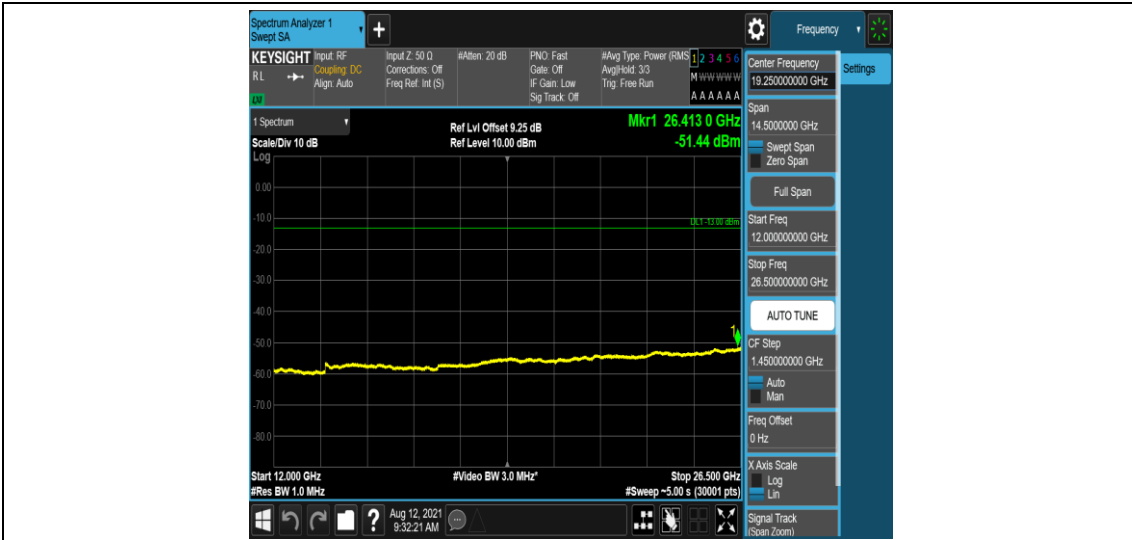 Spectrum Analyzer 1
Swept SA
+
Frequency
KEYSIGHT
RL
LXI
Input: RF
Coupling: DC
Align: Auto
Input Z: 50 Ω
Corrections: Off
Freq Ref: Int (S)
#Atten: 20 dB
PNO: Fast
Gate: Off
IF Gain: Low
Sig Track: Off
#Avg Type: Power (RMS
Avg|Hold: 3/3
Trig: Free Run
1 2 3 4 5 6
M W W W W W
A A A A A A
1 Spectrum
Scale/Div 10 dB
Log
Ref Lvl Offset 9.25 dB
Ref Level 10.00 dBm
Mkr1 26.413 0 GHz
-51.44 dBm
0.00
-10.0
DL1 -13.00 dBm
-20.0
-30.0
-40.0
1
-50.0
-60.0
-70.0
-80.0
Start 12.000 GHz
#Res BW 1.0 MHz
#Video BW 3.0 MHz*
Stop 26.500 GHz
#Sweep ~5.00 s (30001 pts)
?
Aug 12, 2021
9:32:21 AM
Center Frequency
19.250000000 GHz
Settings
Span
14.5000000 GHz
Swept Span
Zero Span
Full Span
Start Freq
12.000000000 GHz
Stop Freq
26.500000000 GHz
AUTO TUNE
CF Step
1.450000000 GHz
Auto
Man
Freq Offset
0 Hz
X Axis Scale
Log
Lin
Signal Track
(Span Zoom)